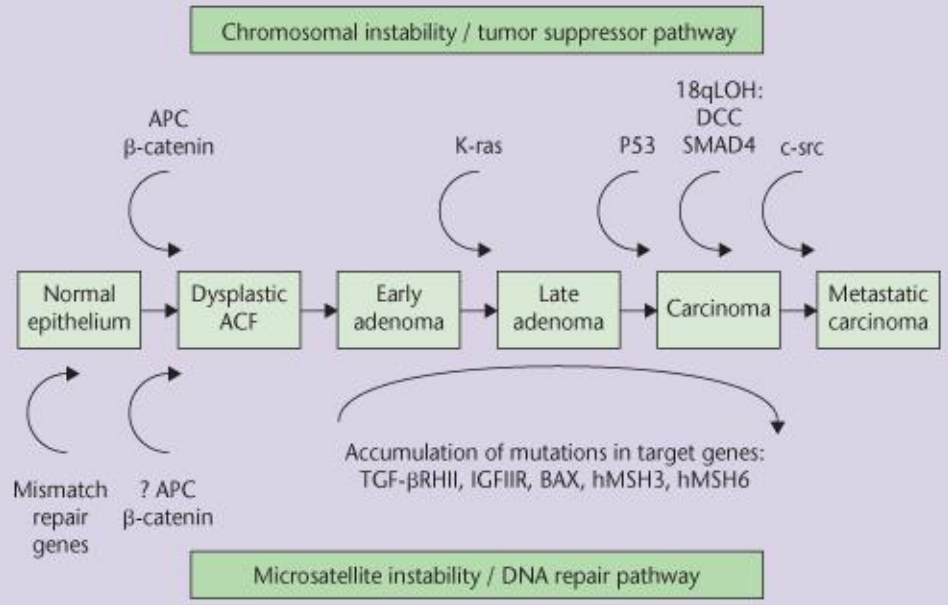 Chromosomal instability / tumor suppressor pathway
APC
β-catenin
K-ras
P53
18qLOH:
DCC
SMAD4
c-src
Normal
epithelium
Dysplastic
ACF
Early
adenoma
Late
adenoma
Carcinoma
Metastatic
carcinoma
Mismatch
repair
genes
? APC
β-catenin
Accumulation of mutations in target genes:
TGF-βRHII, IGFIIR, BAX, hMSH3, hMSH6
Microsatellite instability / DNA repair pathway